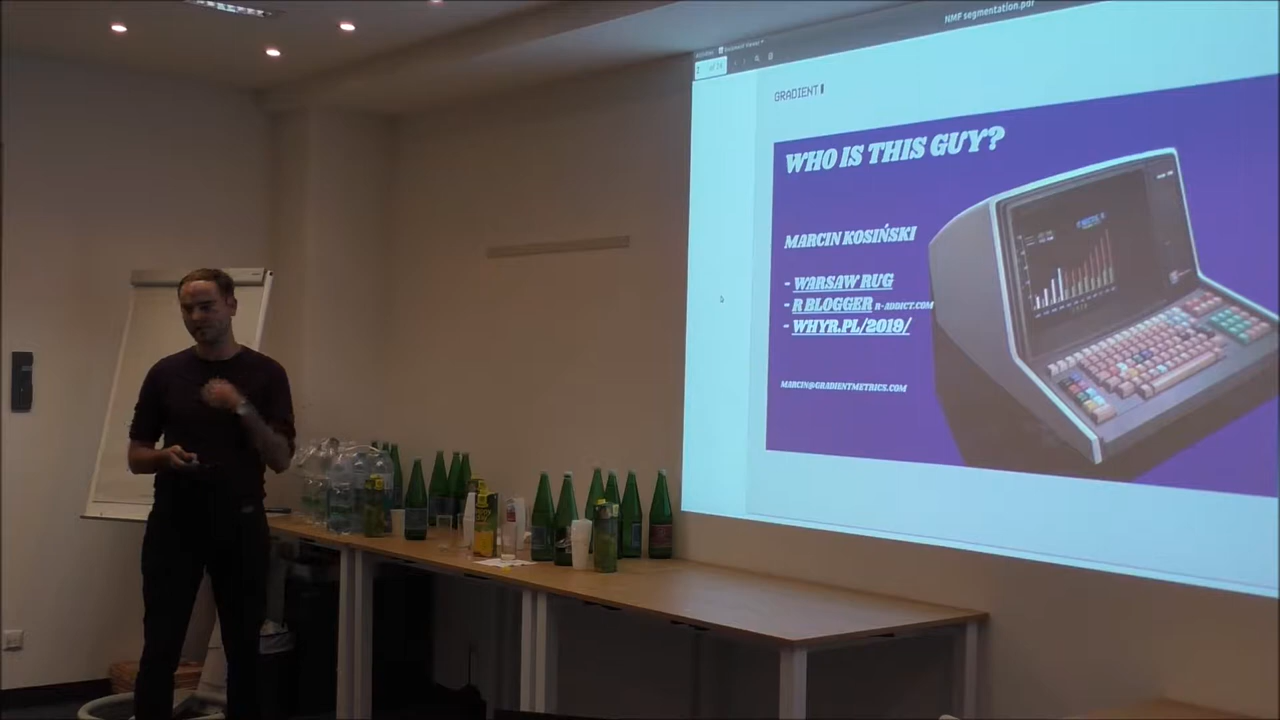 NMF segmentation.pdf
GRADIENT
WHO IS THIS GUY?
MARCIN KOSIŃSKI
- WARSAW RUG
- R BLOGGER R-ADDICT.COM
- WHYR.PL/2019/
MARCIN@GRADIENTMETRICS.COM